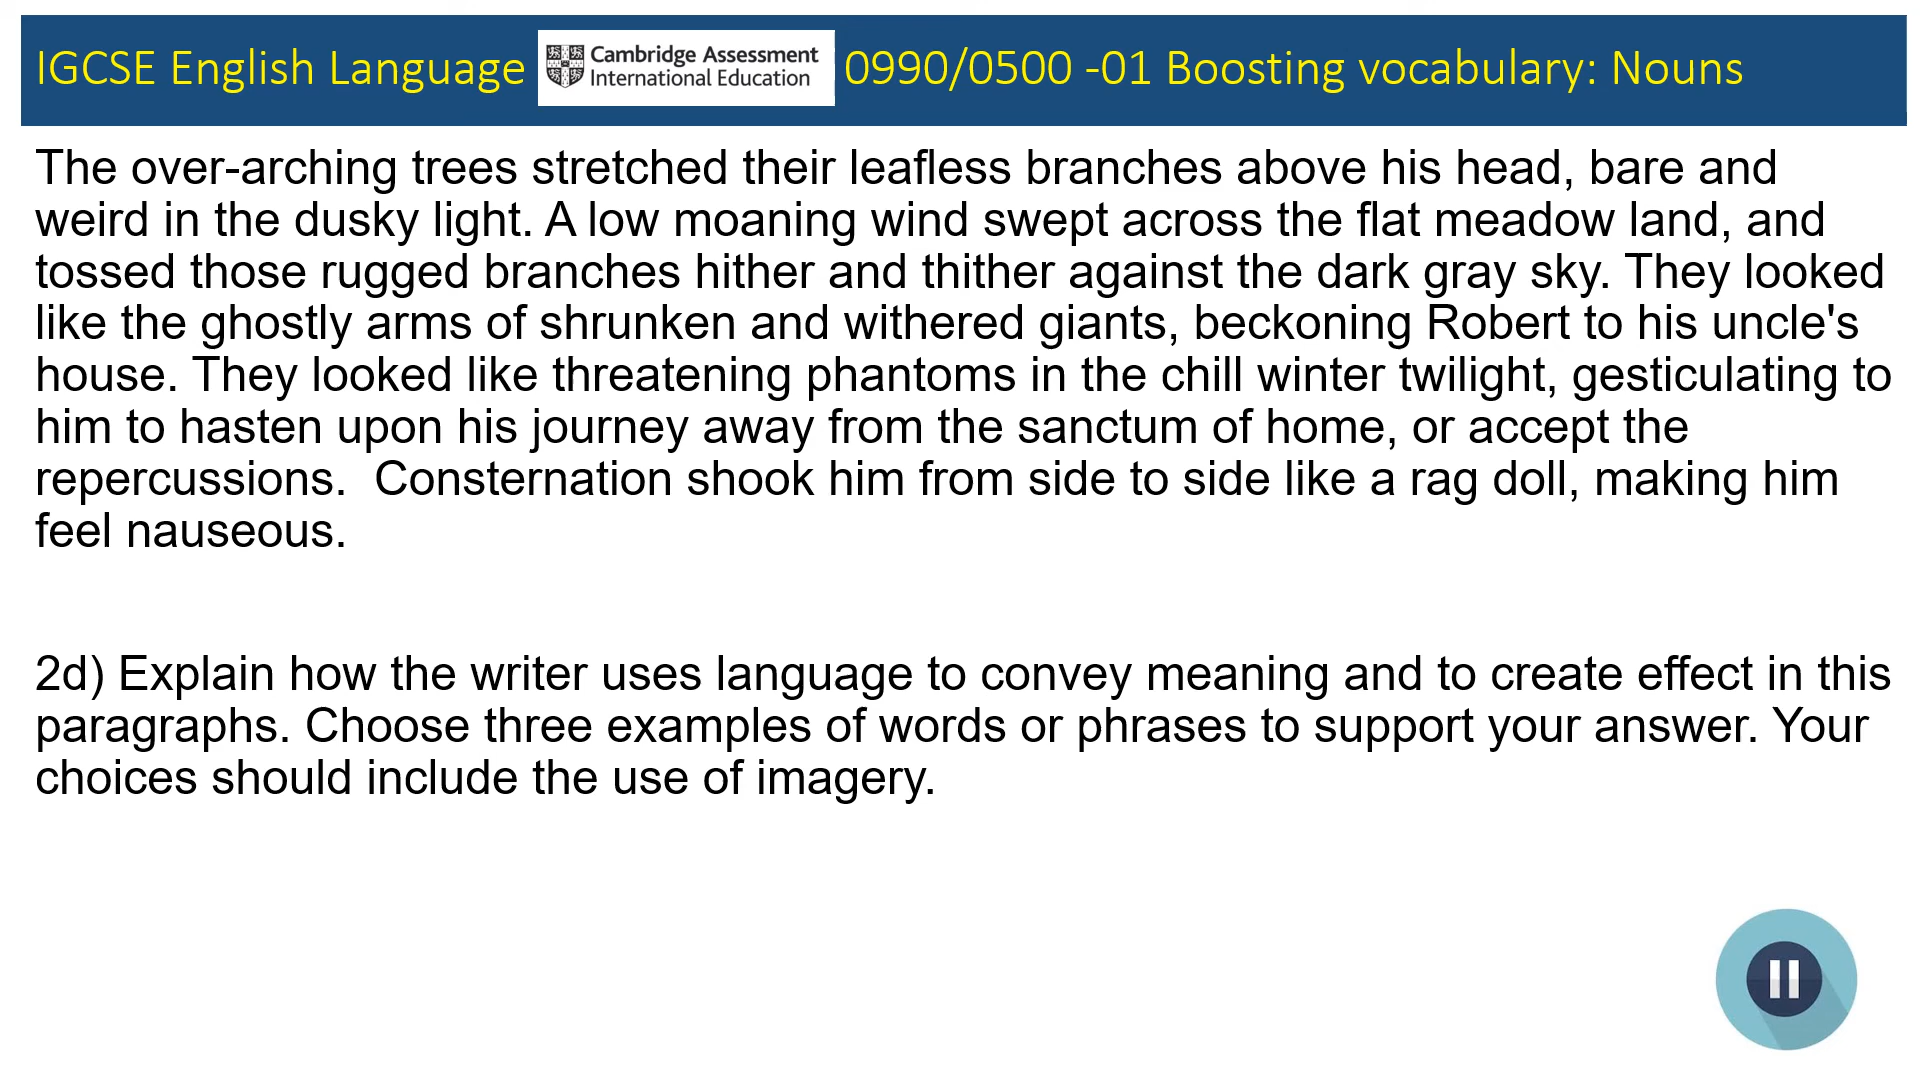 IGCSE English Language Cambridge Assessment International Education 0990/0500 -01 Boosting vocabulary: Nouns
The over-arching trees stretched their leafless branches above his head, bare and
weird in the dusky light. A low moaning wind swept across the flat meadow land, and
tossed those rugged branches hither and thither against the dark gray sky. They looked
like the ghostly arms of shrunken and withered giants, beckoning Robert to his uncle's
house. They looked like threatening phantoms in the chill winter twilight, gesticulating to
him to hasten upon his journey away from the sanctum of home, or accept the
repercussions.  Consternation shook him from side to side like a rag doll, making him
feel nauseous.
2d) Explain how the writer uses language to convey meaning and to create effect in this
paragraphs. Choose three examples of words or phrases to support your answer. Your
choices should include the use of imagery.